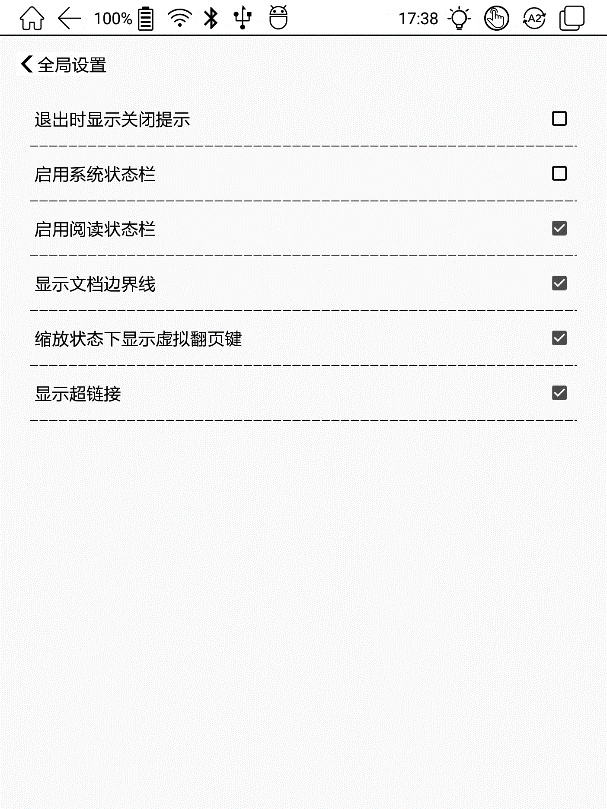 100% 17:38 A2
全局设置
退出时显示关闭提示
启用系统状态栏
启用阅读状态栏
显示文档边界线
缩放状态下显示虚拟翻页键
显示超链接